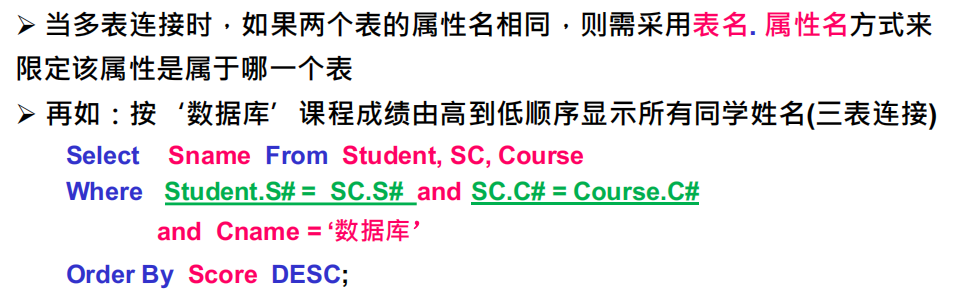 ➢ 当多表连接时，如果两个表的属性名相同，则需采用表名.属性名方式来
限定该属性是属于哪一个表
➢ 再如：按‘数据库’课程成绩由高到低顺序显示所有同学姓名(三表连接)
Select Sname From Student, SC, Course
Where Student.S# = SC.S# and SC.C# = Course.C#
and Cname = ‘数据库’
Order By Score DESC;